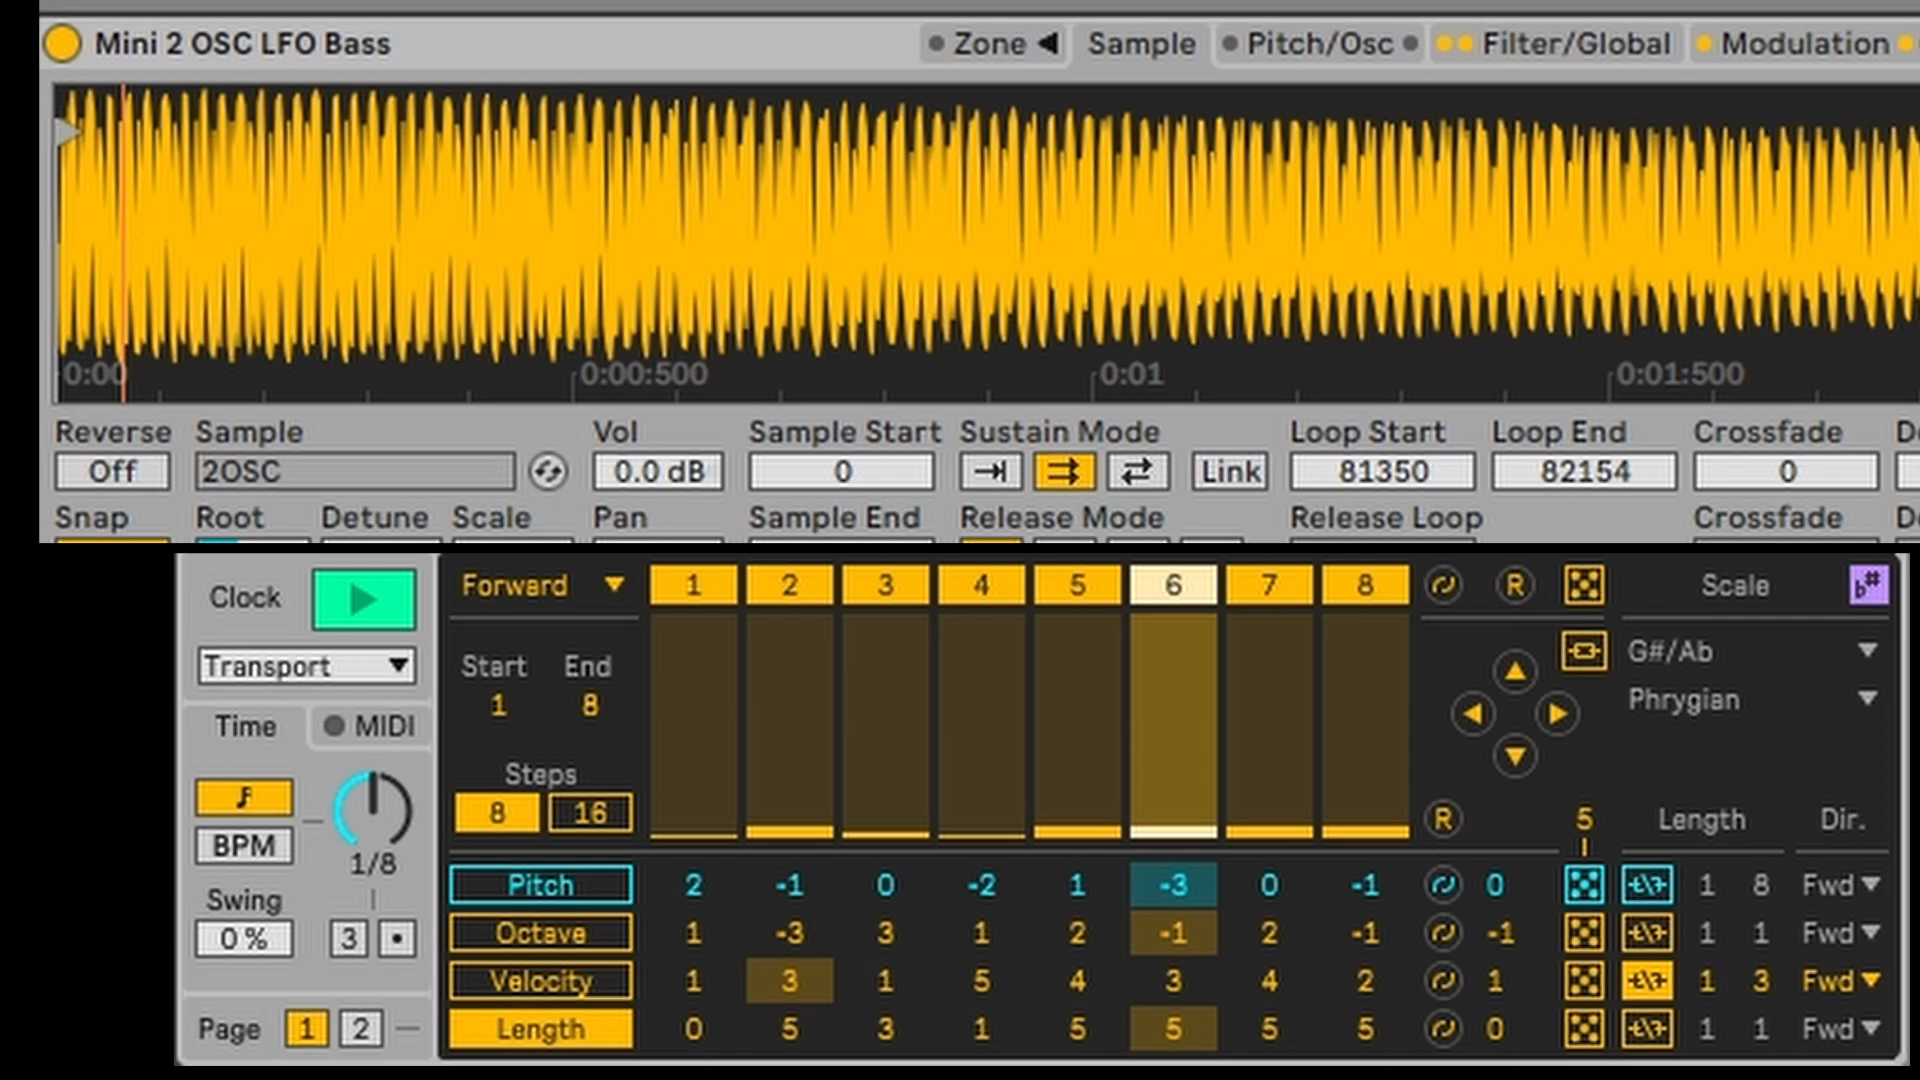 Mini 2 OSC LFO Bass Zone Sample Pitch/Osc Filter/Global Modulation
0:00 0:00:500 0:01 0:01:500
Reverse Sample Vol Sample Start Sustain Mode Loop Start Loop End Crossfade
Off 2OSC 0.0 dB 0 Link 81350 82154 0
Snap Root Detune Scale Pan Sample End Release Mode Release Loop Crossfade
Clock Forward 1 2 3 4 5 6 7 8 R Scale b#
Transport Start End G#/Ab
1 8 Phrygian
Time MIDI
Steps
8 16 R 5 Length Dir.
BPM 1/8
Pitch 2 -1 0 -2 1 -3 0 -1 0 1 8 Fwd
Swing
0 % 3 Octave 1 -3 3 1 2 -1 2 -1 -1 1 1 Fwd
Velocity 1 3 1 5 4 3 4 2 1 1 3 Fwd
Page 1 2 Length 0 5 3 1 5 5 5 5 0 1 1 Fwd